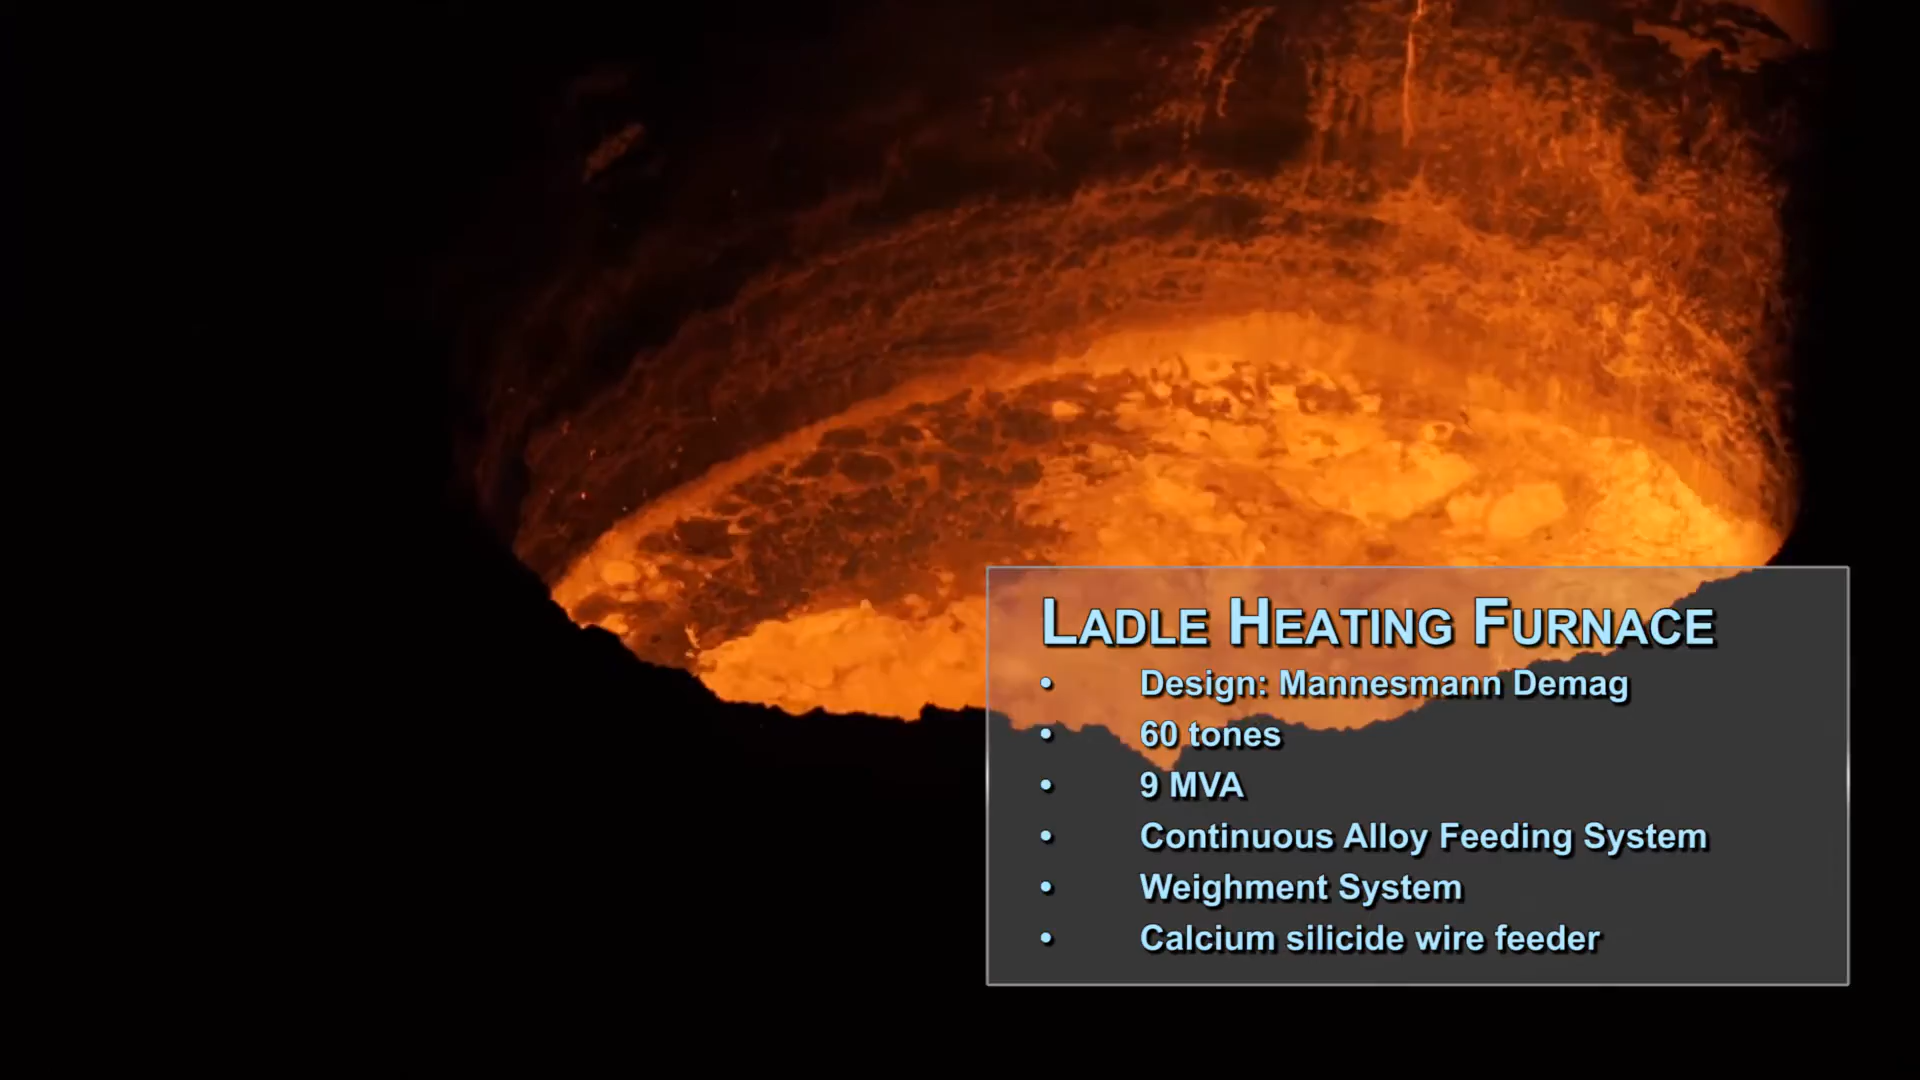 LADLE HEATING FURNACE
• Design: Mannesmann Demag
• 60 tones
• 9 MVA
• Continuous Alloy Feeding System
• Weighment System
• Calcium silicide wire feeder